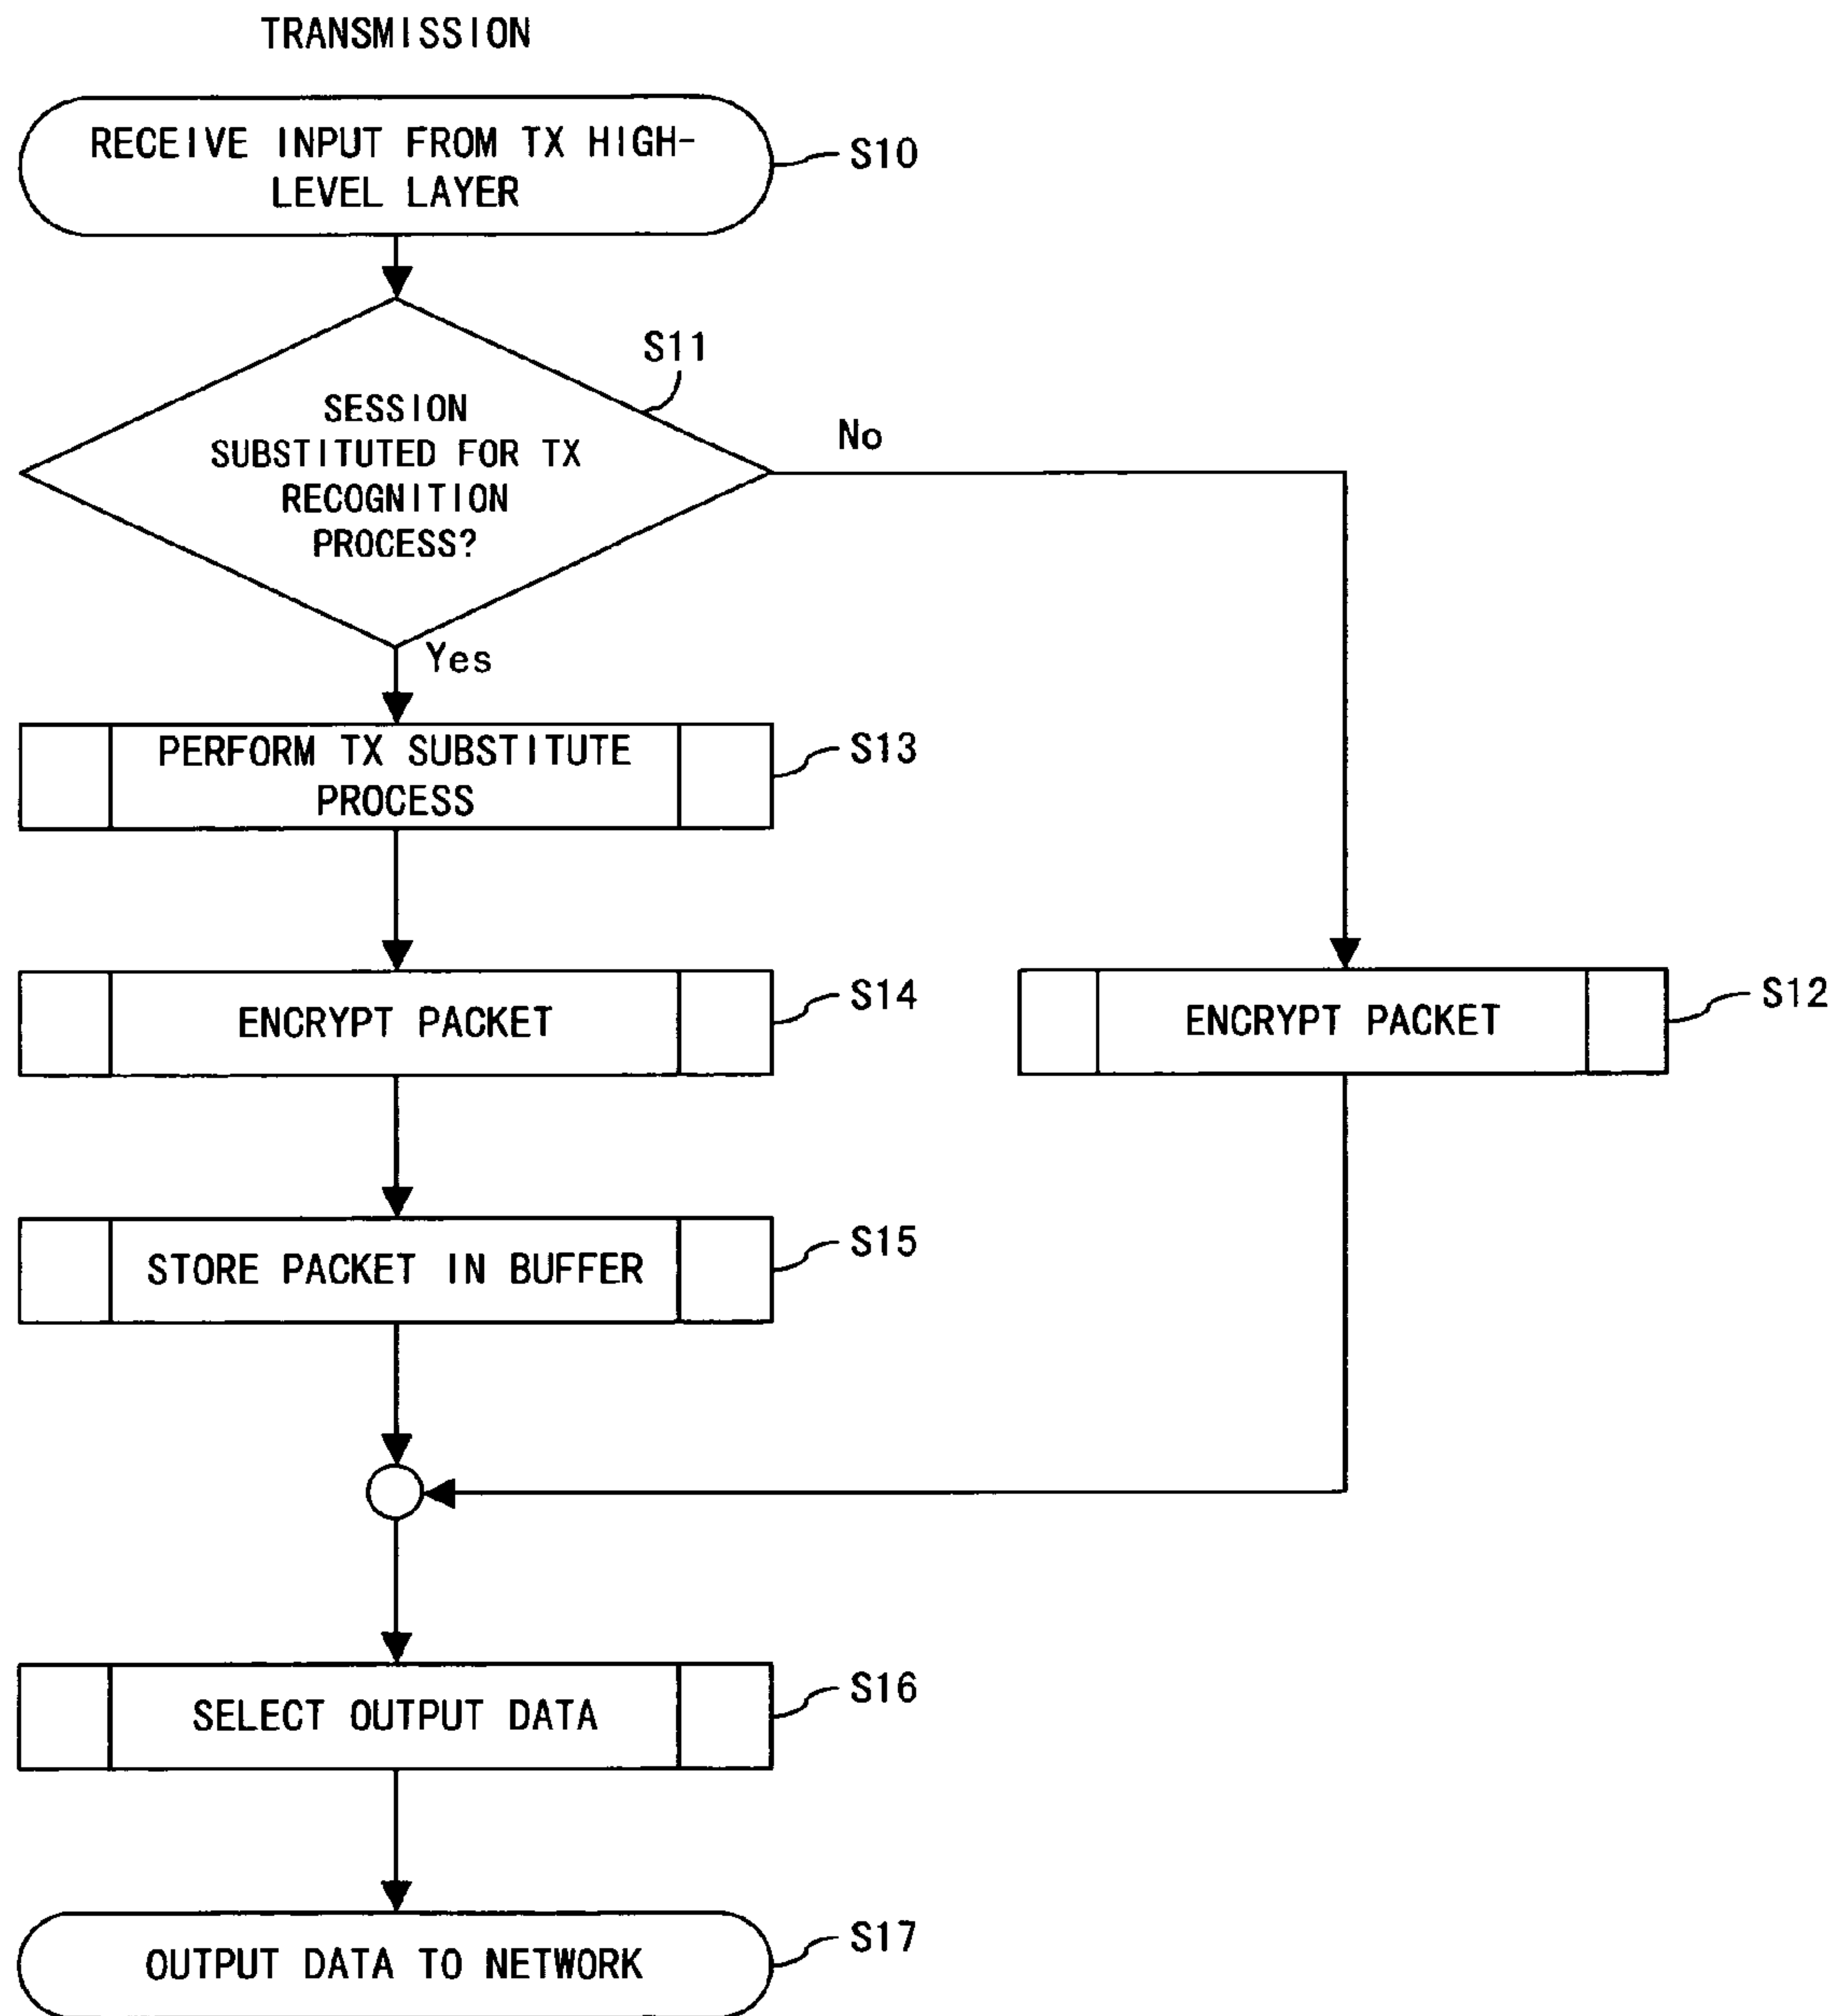 TRANSMISSION
RECEIVE INPUT FROM TX HIGH-
LEVEL LAYER
S10
S11
SESSION
SUBSTITUTED FOR TX
RECOGNITION
PROCESS?
No
Yes
PERFORM TX SUBSTITUTE
PROCESS
S13
ENCRYPT PACKET
S14
ENCRYPT PACKET
S12
STORE PACKET IN BUFFER
S15
SELECT OUTPUT DATA
S16
OUTPUT DATA TO NETWORK
S17